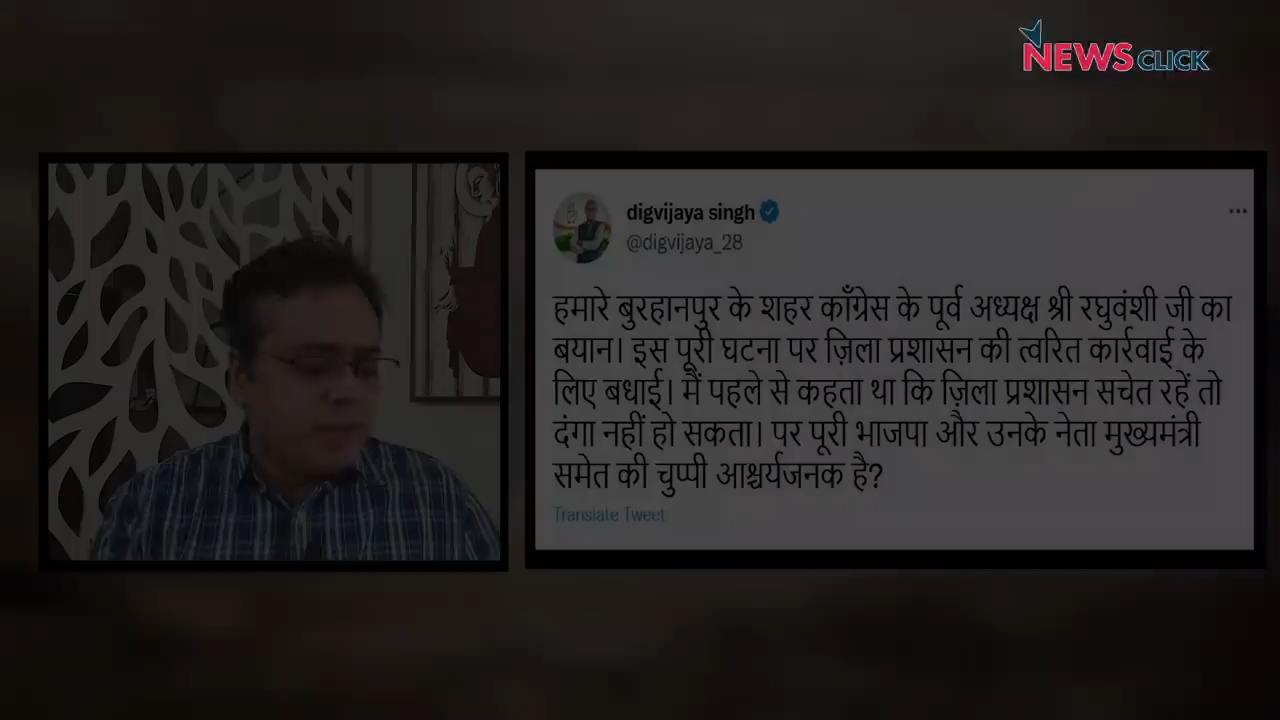 NEWSCLICK
digvijaya singh
@digvijaya_28
हमारे बुरहानपुर के शहर काँग्रेस के पूर्व अध्यक्ष श्री रघुवंशी जी का
बयान। इस पूरी घटना पर ज़िला प्रशासन की त्वरित कार्रवाई के
लिए बधाई। मैं पहले से कहता था कि ज़िला प्रशासन सचेत रहें तो
दंगा नहीं हो सकता। पर पूरी भाजपा और उनके नेता मुख्यमंत्री
समेत की चुप्पी आश्चर्यजनक है?
Translate Tweet